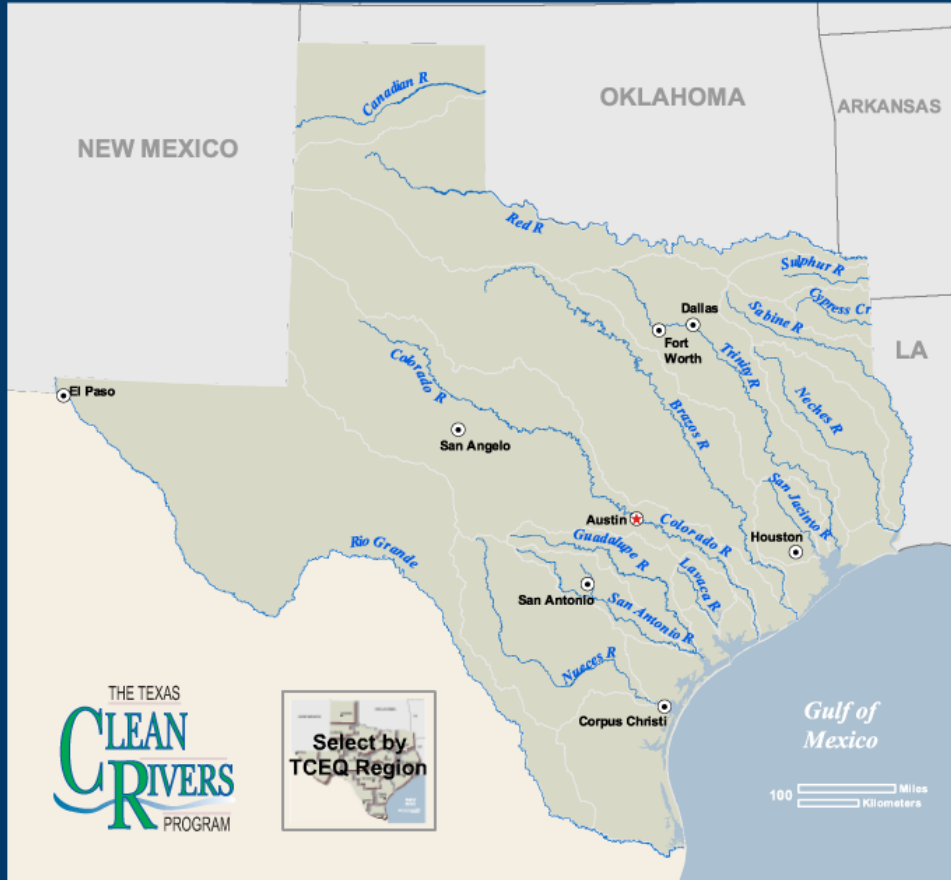 Canadian R
OKLAHOMA
ARKANSAS
NEW MEXICO
Red R
Sulphur R
Cypress Cr
Dallas
Sabine R
Fort
Worth
LA
Trinity R
Colorado R
El Paso
Neches R
Brazos R
San Angelo
San Jacinto R
Austin
Colorado R
Houston
Guadalupe R
Rio Grande
Lavaca R
San Antonio
San Antonio R
Nueces R
THE TEXAS
CLEAN
RIVERS
PROGRAM
Select by
TCEQ Region
Corpus Christi
Gulf of
Mexico
100
Miles
Kilometers